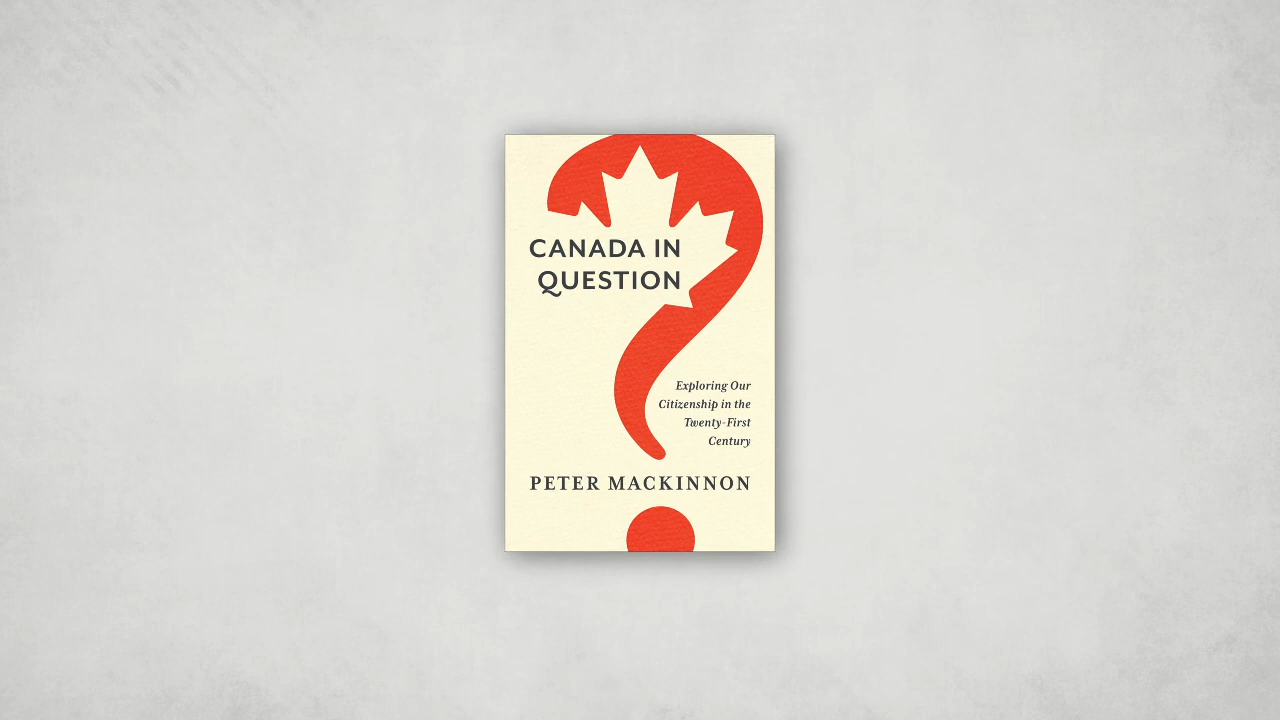 CANADA IN
QUESTION
Exploring Our
Citizenship in the
Twenty-First
Century
PETER MACKINNON